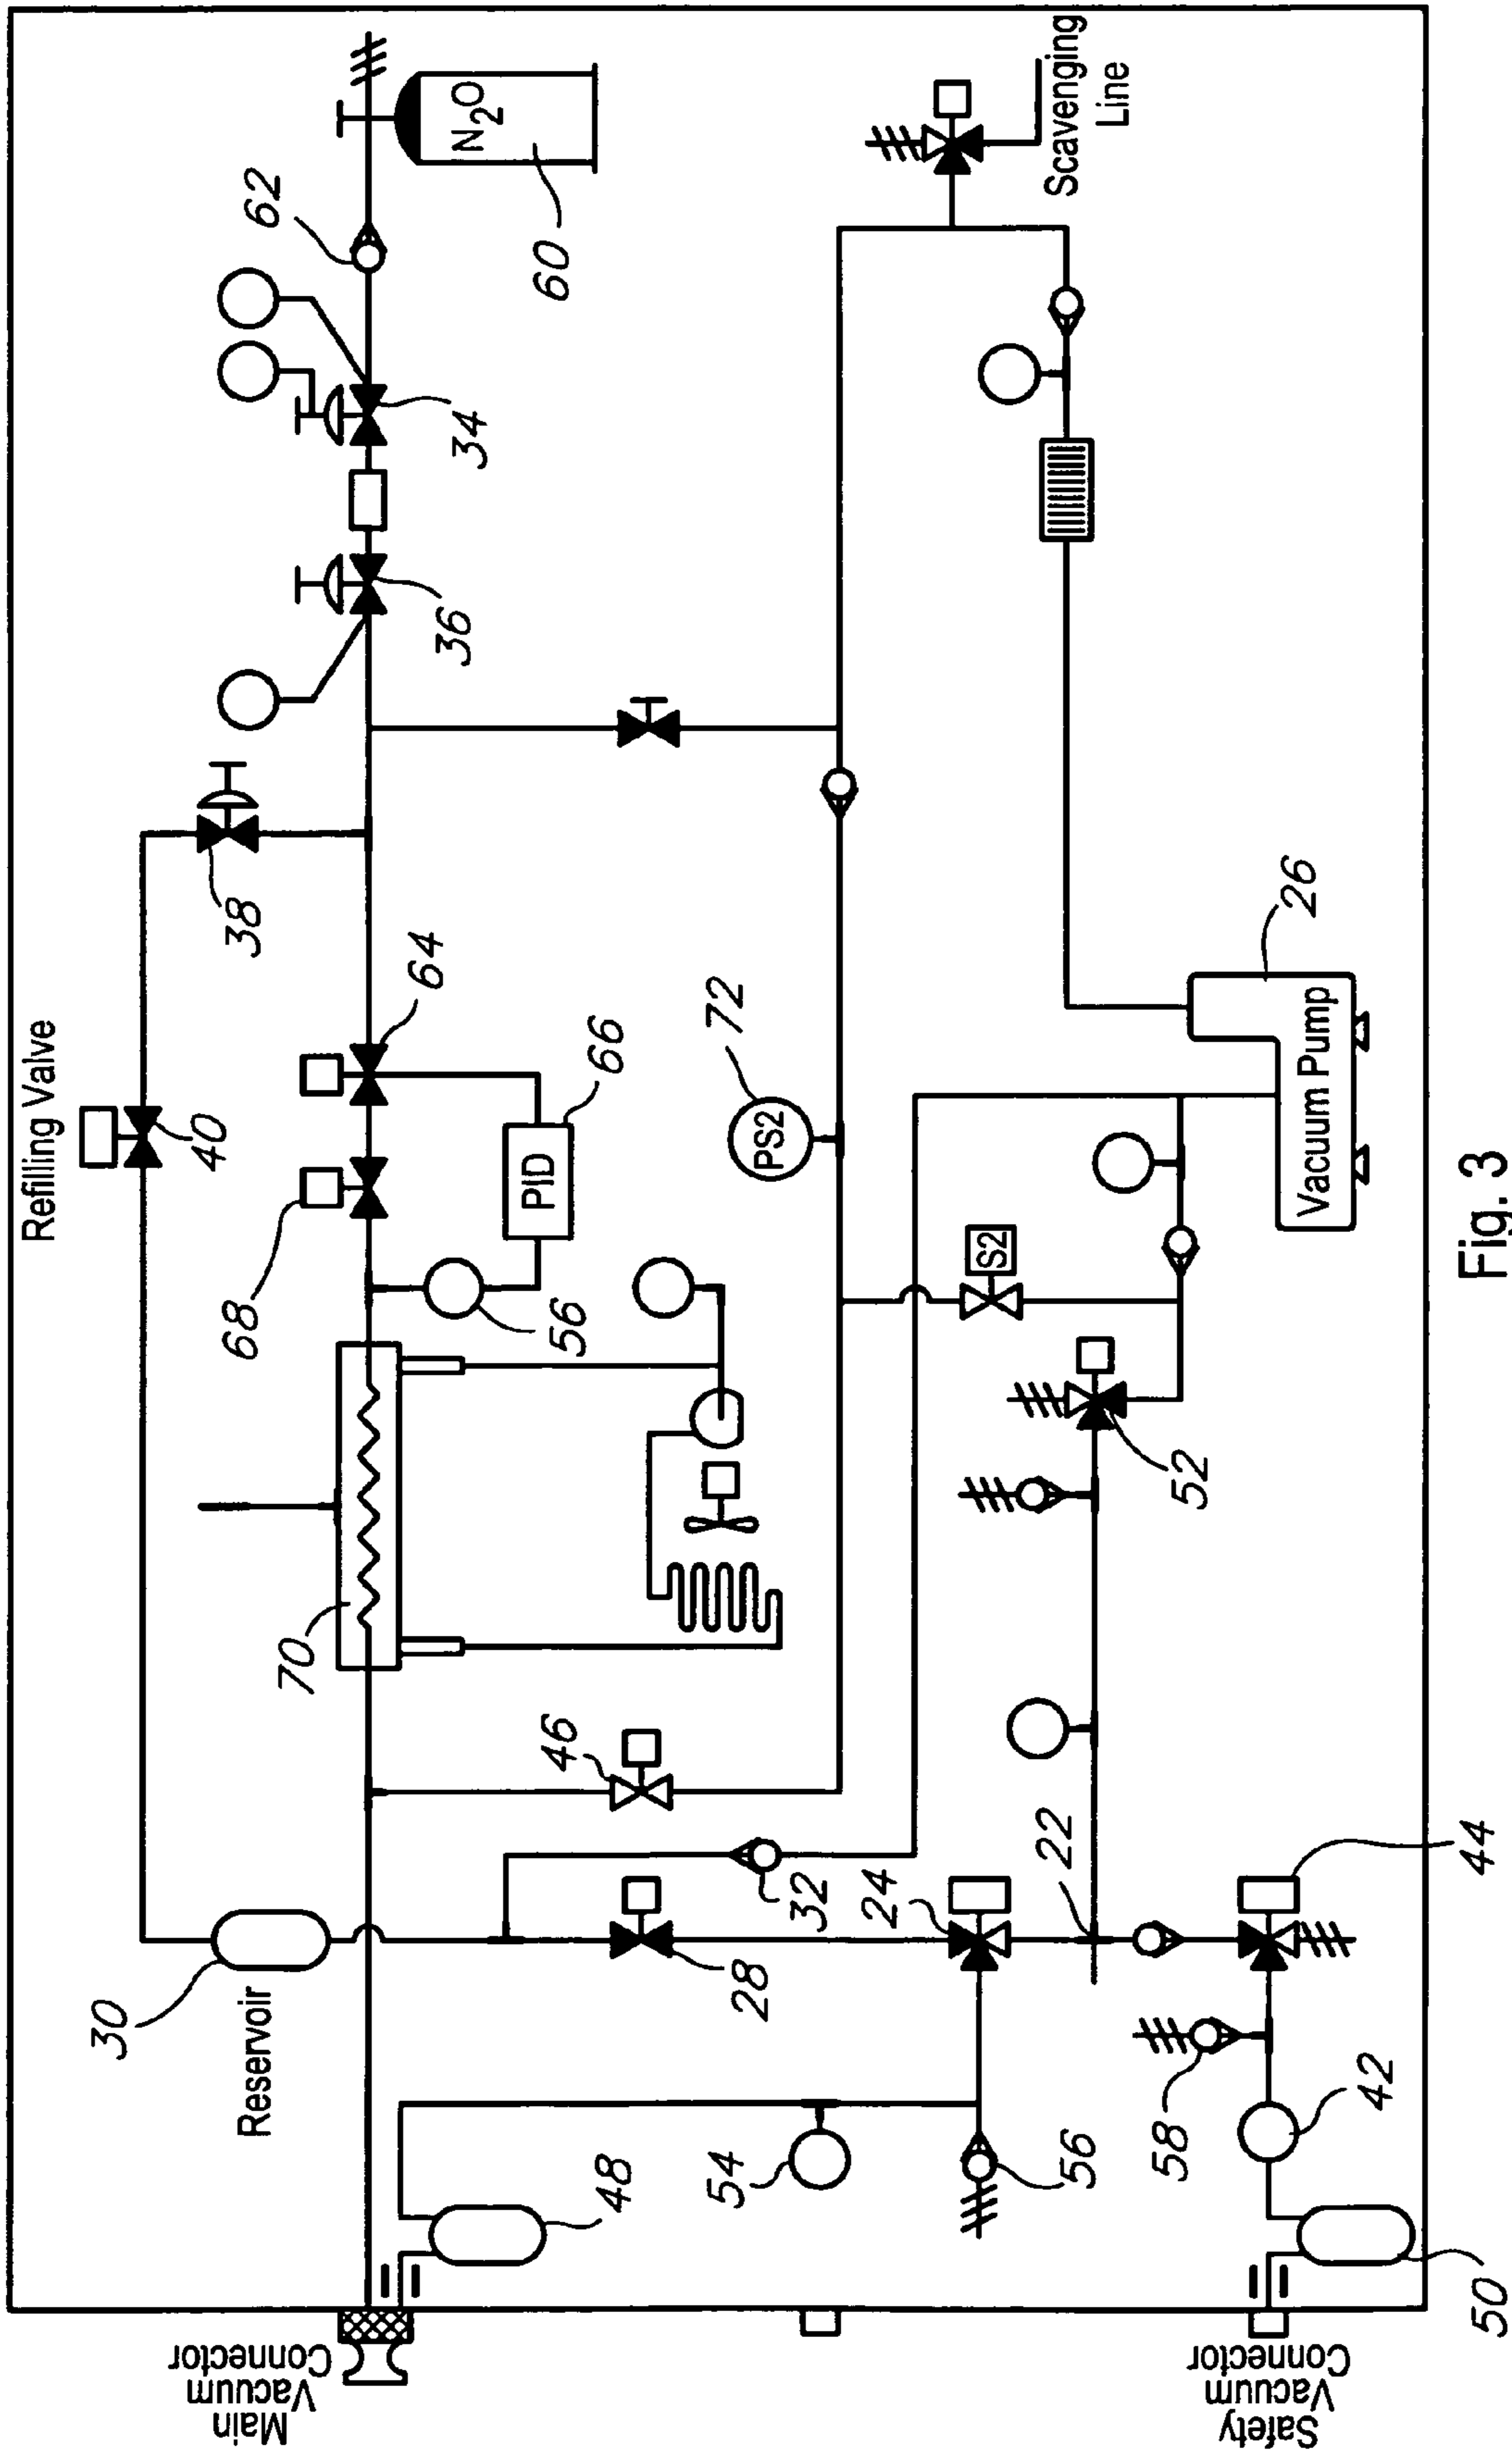 Refilling Valve
30
40
38
62
68
Reservoir
Main
Vacuum
Connector
70
64
36
34
N₂O
60
PID
66
56
46
48
72
PS2
54
28
32
24
S2
22
56
Scavenging
Line
58
52
26
Vacuum Pump
42
Safety
Vacuum
Connector
44
50
Fig. 3